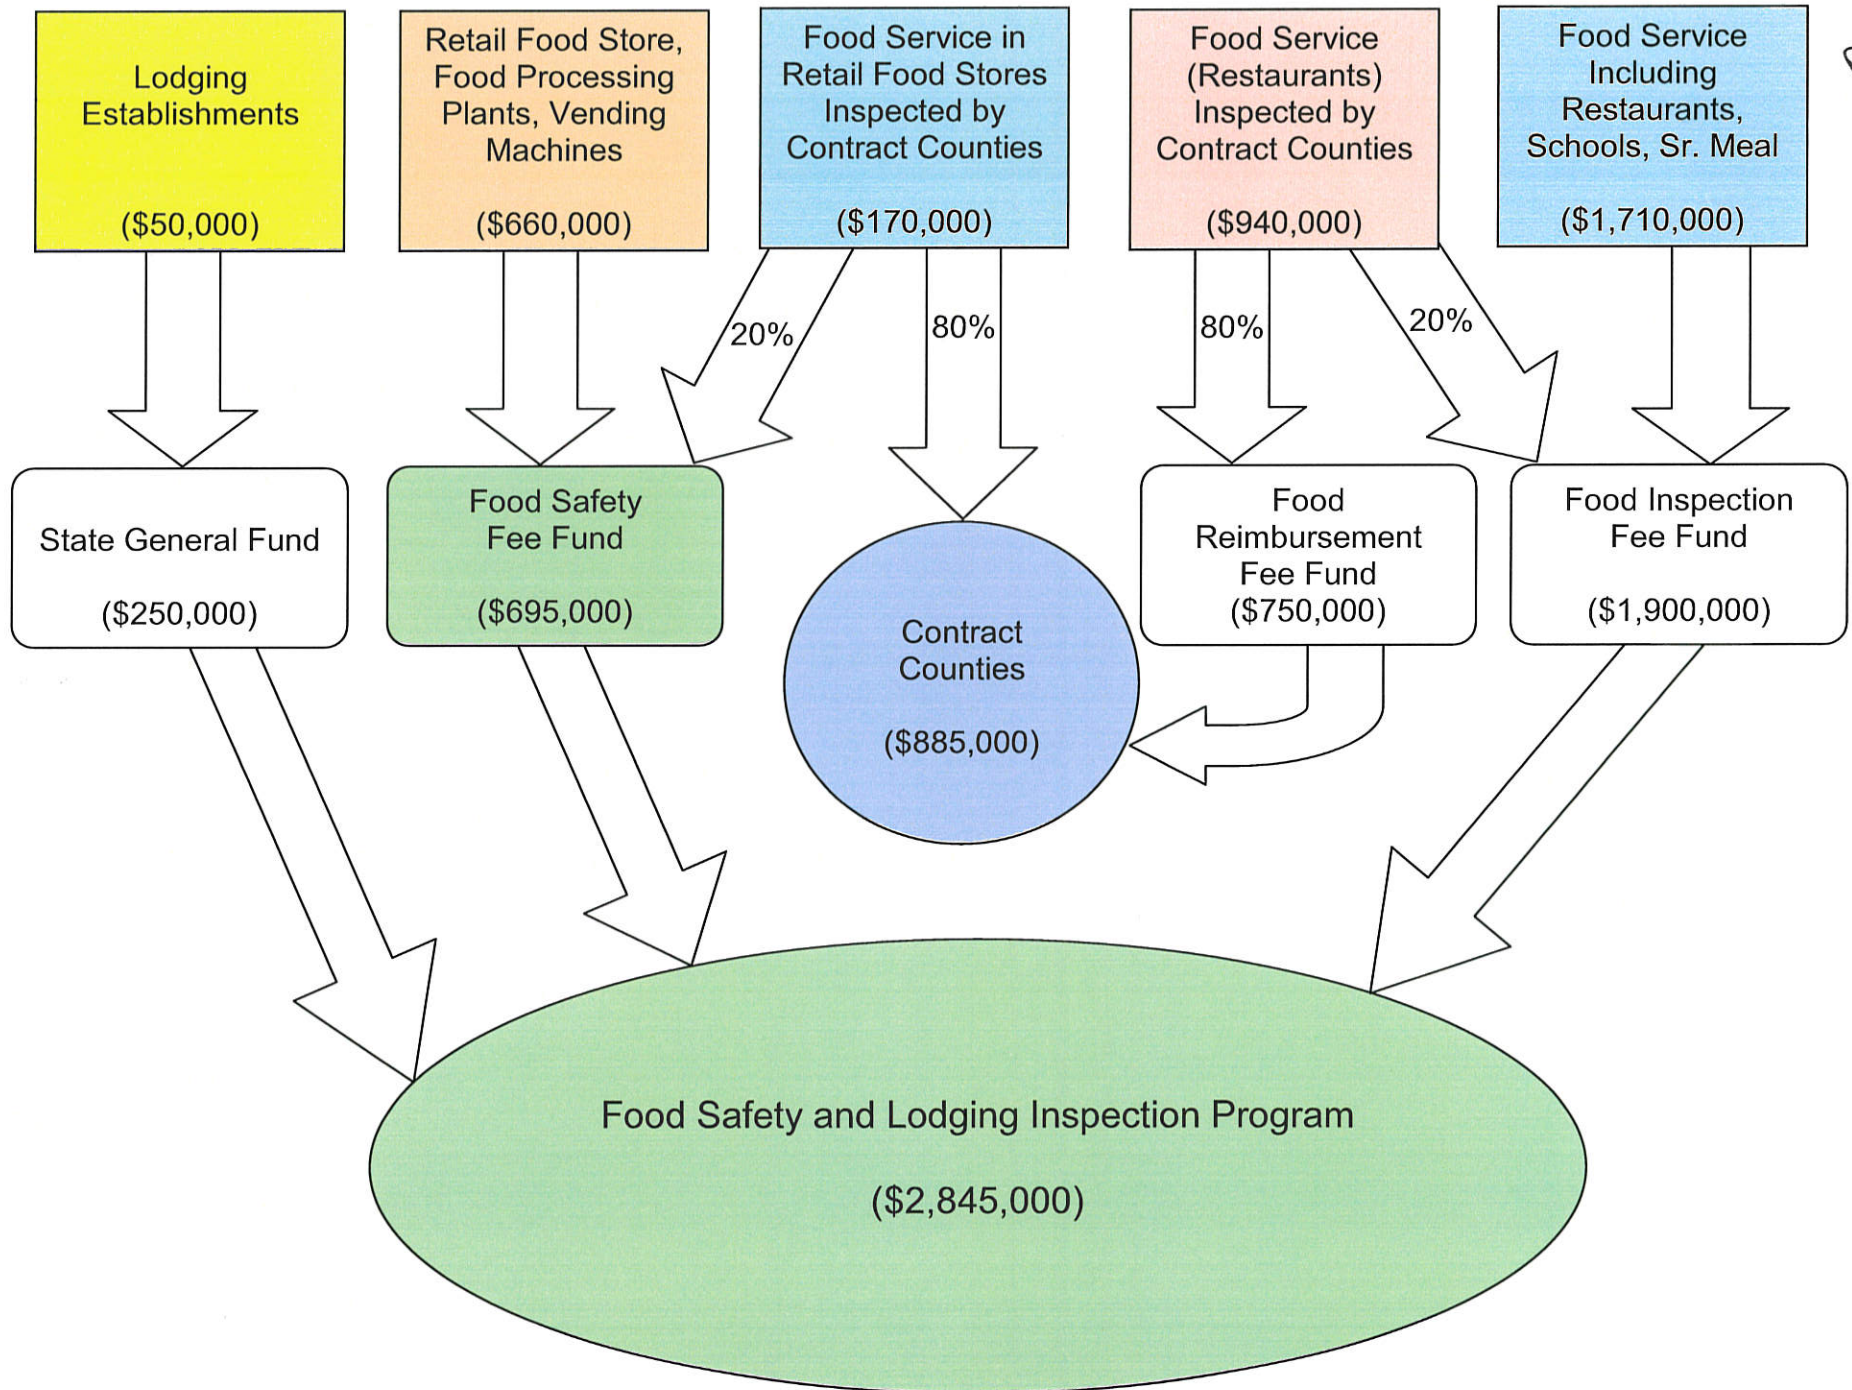 Lodging
Establishments
($50,000)
Retail Food Store,
Food Processing
Plants, Vending
Machines
($660,000)
Food Service in
Retail Food Stores
Inspected by
Contract Counties
($170,000)
Food Service
(Restaurants)
Inspected by
Contract Counties
($940,000)
Food Service
Including
Restaurants,
Schools, Sr. Meal
($1,710,000)
20%
80%
80%
20%
State General Fund
($250,000)
Food Safety
Fee Fund
($695,000)
Contract
Counties
($885,000)
Food
Reimbursement
Fee Fund
($750,000)
Food Inspection
Fee Fund
($1,900,000)
Food Safety and Lodging Inspection Program
($2,845,000)